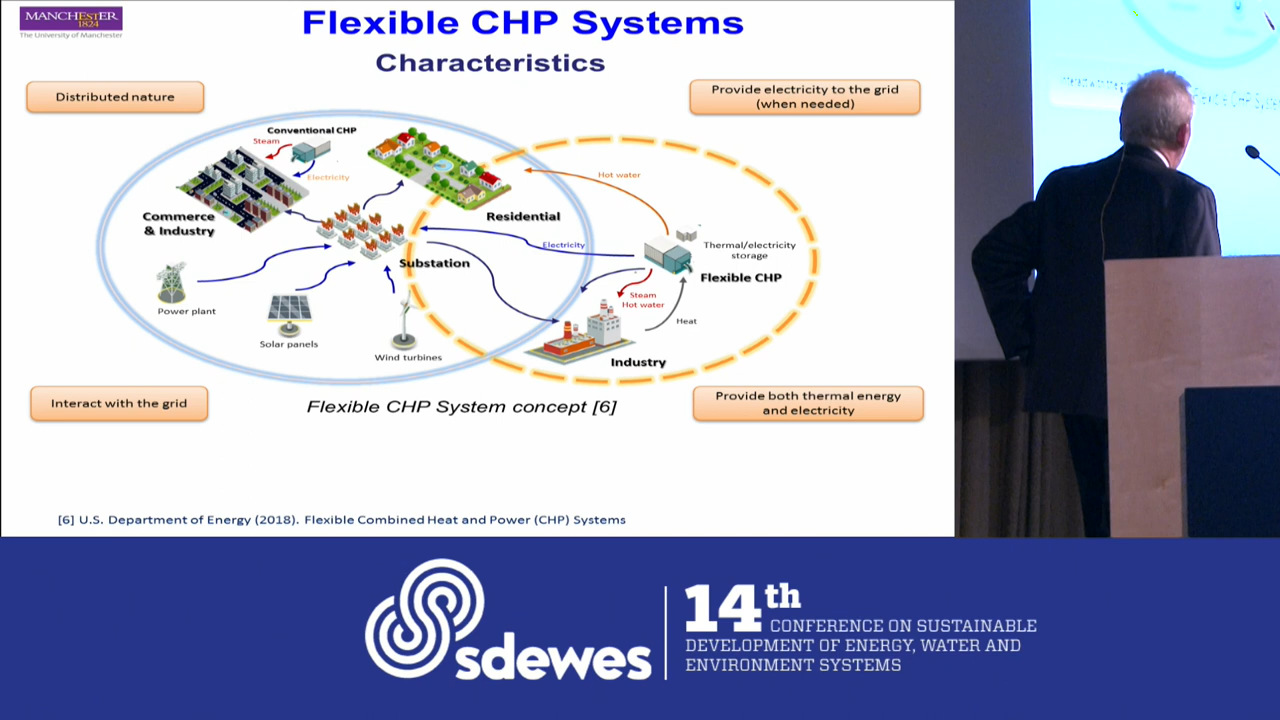 MANCHESTER
1824
The University of Manchester
Flexible CHP Systems
Characteristics
Distributed nature
Provide electricity to the grid
(when needed)
Conventional CHP
Steam
Electricity
Commerce
& Industry
Residential
Hot water
Electricity
Thermal/electricity
storage
Flexible CHP
Substation
Power plant
Solar panels
Wind turbines
Steam
Hot water
Heat
Industry
Interact with the grid
Flexible CHP System concept [6]
Provide both thermal energy
and electricity
[6] U.S. Department of Energy (2018). Flexible Combined Heat and Power (CHP) Systems
sdewes
14th
CONFERENCE ON SUSTAINABLE
DEVELOPMENT OF ENERGY, WATER AND
ENVIRONMENT SYSTEMS